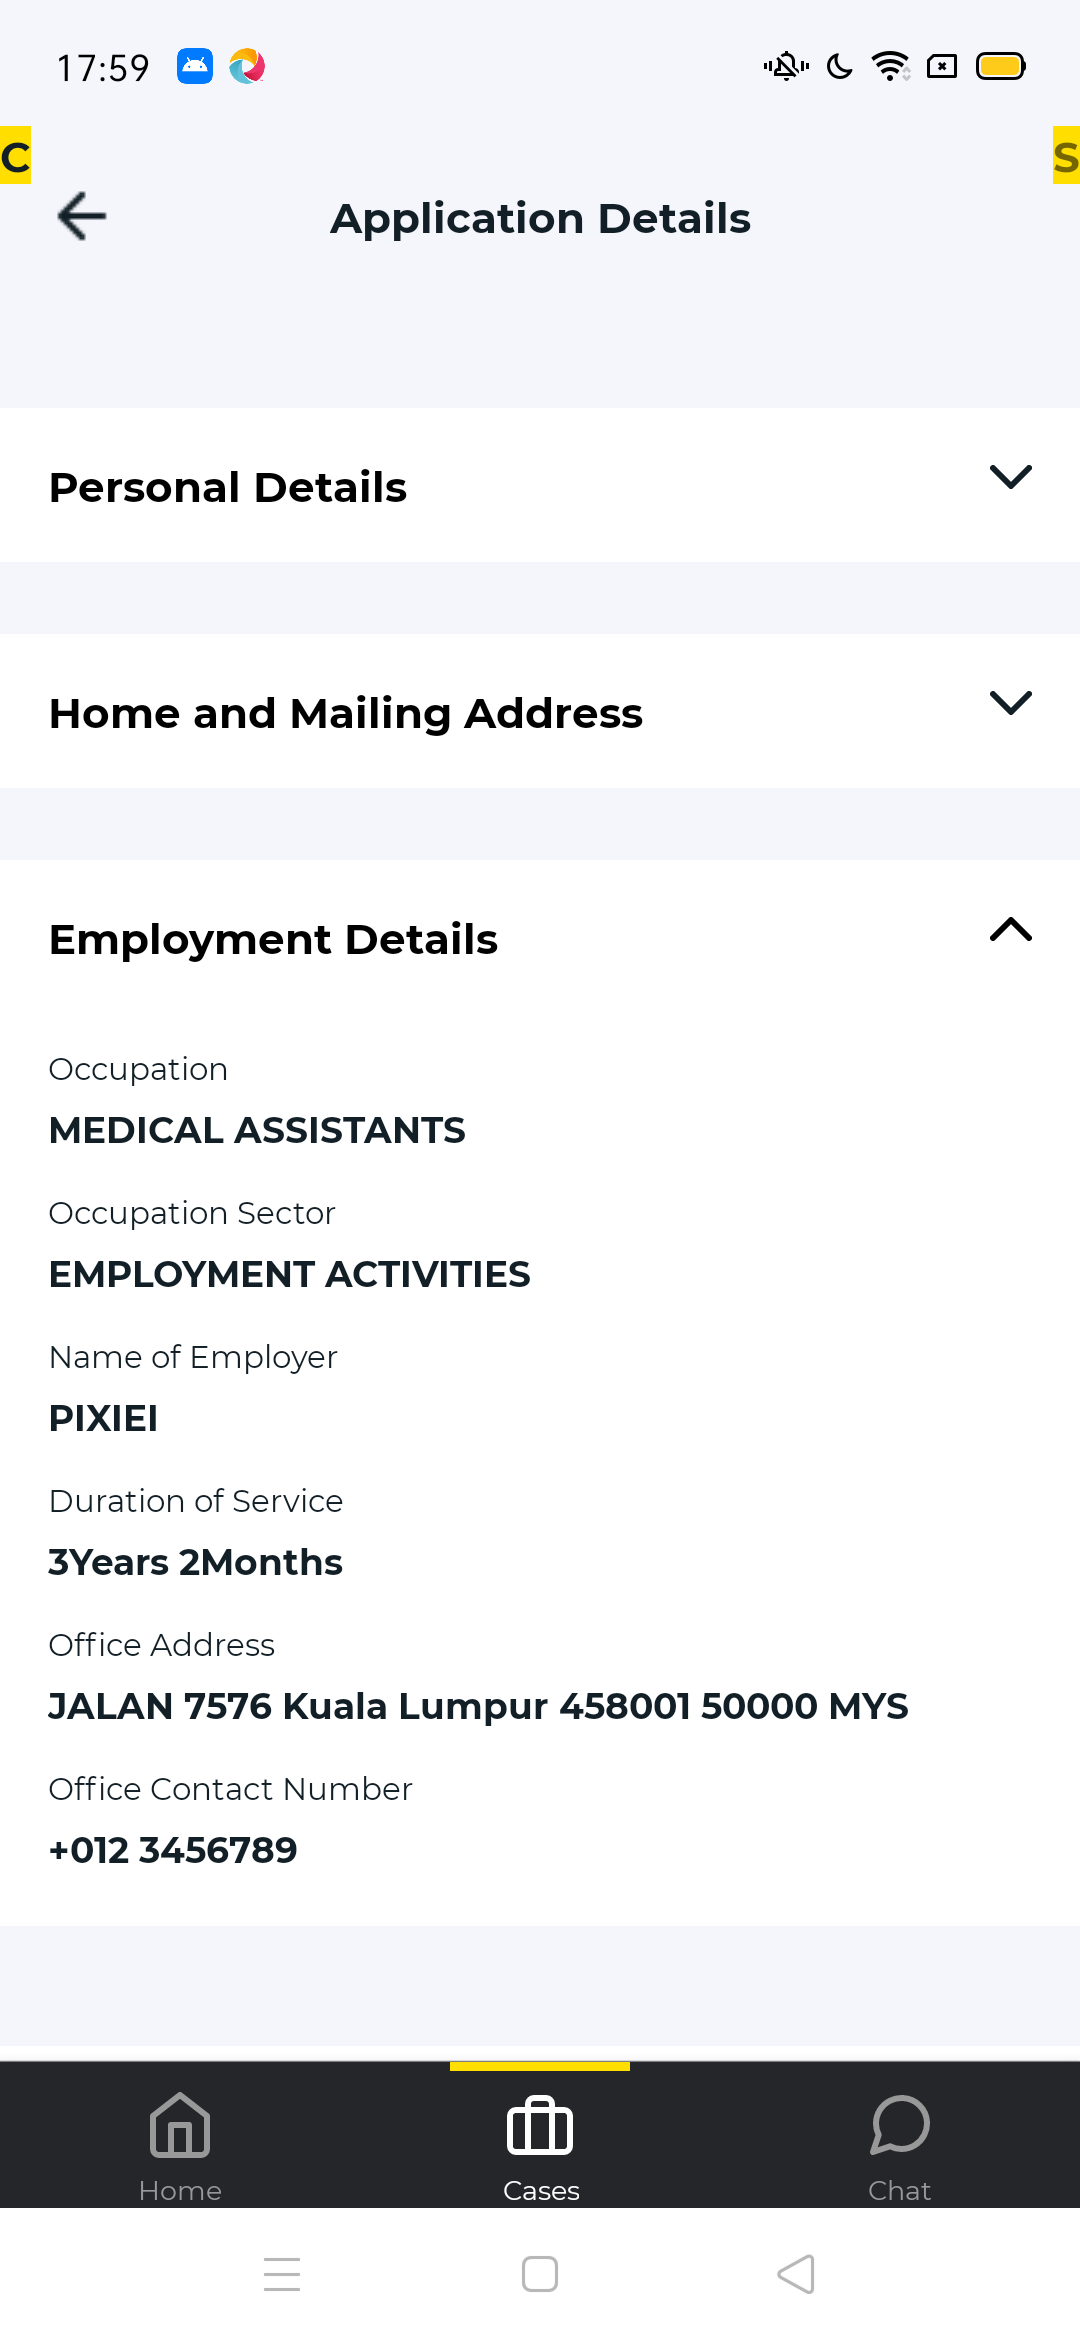 17:59
C
S
Application Details
Personal Details
Home and Mailing Address
Employment Details
Occupation
MEDICAL ASSISTANTS
Occupation Sector
EMPLOYMENT ACTIVITIES
Name of Employer
PIXIEI
Duration of Service
3Years 2Months
Office Address
JALAN 7576 Kuala Lumpur 458001 50000 MYS
Office Contact Number
+012 3456789
Home
Cases
Chat